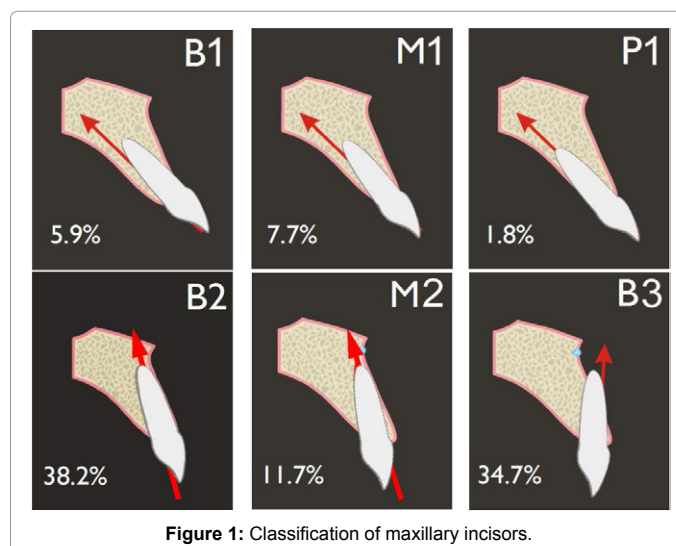 B1
M1
P1
5.9%
7.7%
1.8%
B2
M2
B3
38.2%
11.7%
34.7%
Figure 1: Classification of maxillary incisors.